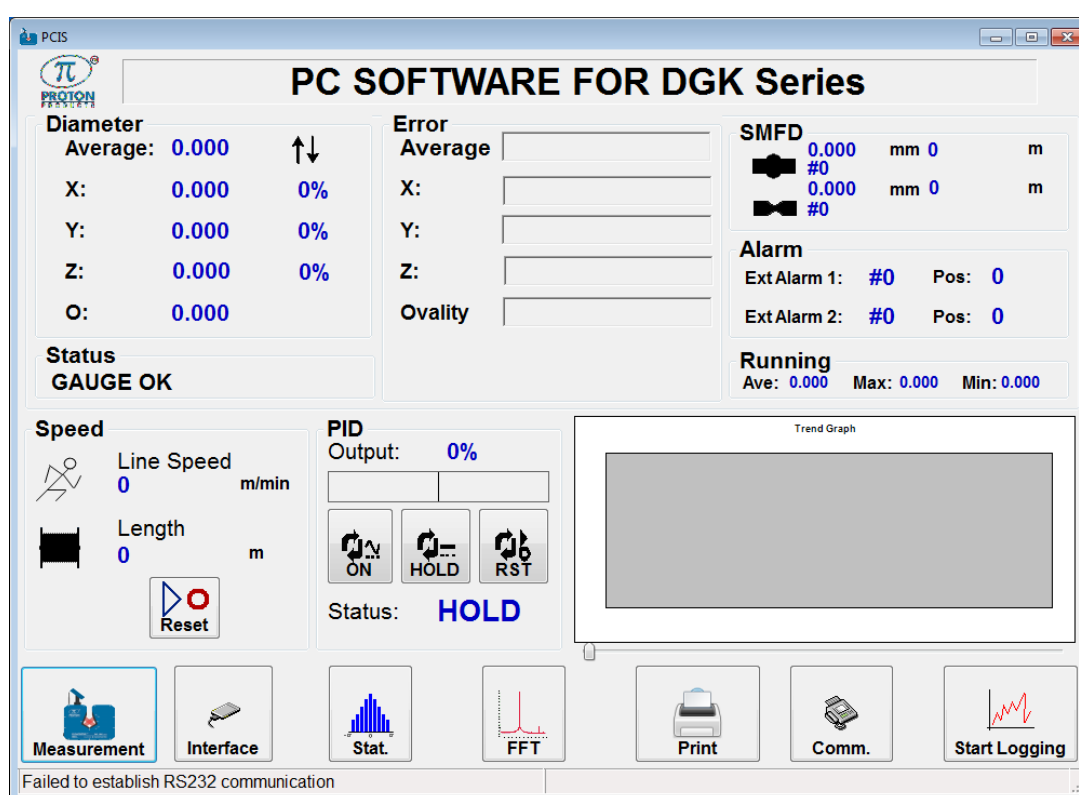 PCIS
π
PROTON
PRODUCTS
PC SOFTWARE FOR DGK Series
Diameter
Average: 0.000
X: 0.000 0%
Y: 0.000 0%
Z: 0.000 0%
O: 0.000
Status
GAUGE OK
Error
Average
X:
Y:
Z:
Ovality
SMFD
0.000 mm 0 m
#0
0.000 mm 0 m
#0
Alarm
Ext Alarm 1: #0 Pos: 0
Ext Alarm 2: #0 Pos: 0
Running
Ave: 0.000 Max: 0.000 Min: 0.000
Speed
Line Speed
0 m/min
Length
0 m
Reset
PID
Output: 0%
ON HOLD RST
Status: HOLD
Trend Graph
Measurement Interface Stat. FFT Print Comm. Start Logging
Failed to establish RS232 communication